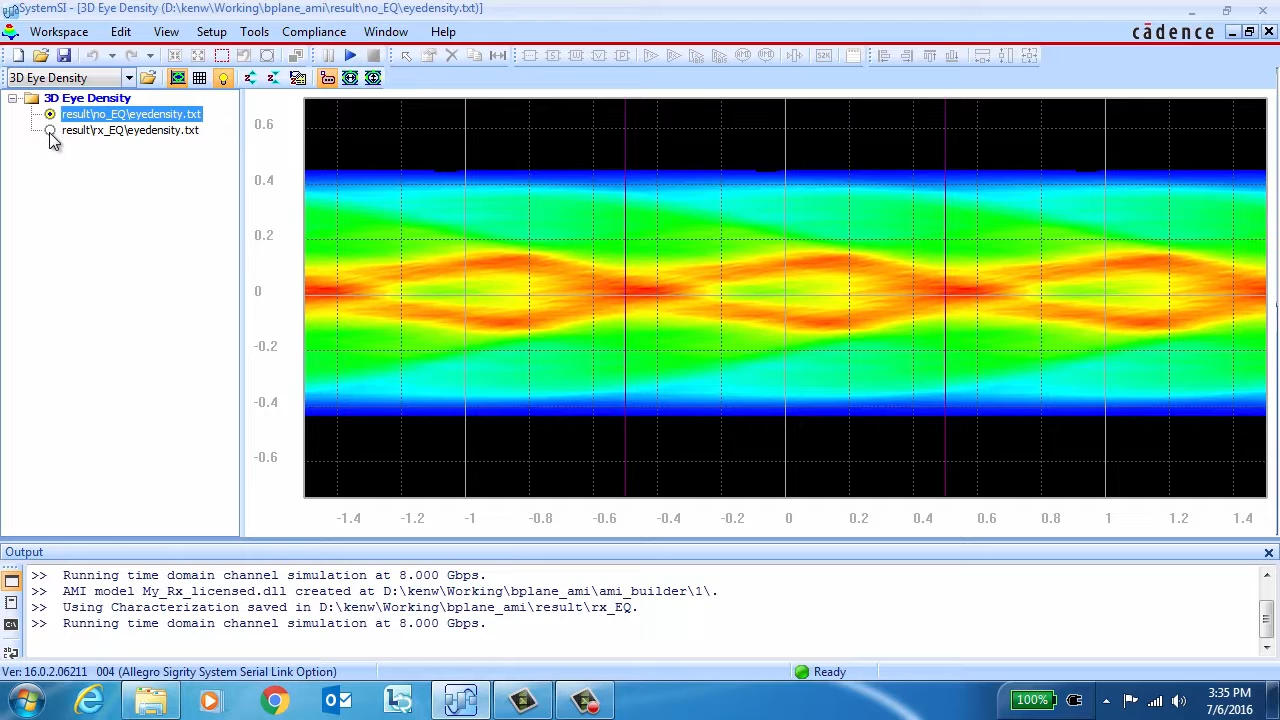 SystemSI - [3D Eye Density (D:\kenw\Working\bplane_ami\result\no_EQ\eyedensity.txt)]
Workspace Edit View Setup Tools Compliance Window Help
cādence
3D Eye Density
3D Eye Density
result\no_EQ\eyedensity.txt
result\rx_EQ\eyedensity.txt
0.6
0.4
0.2
0
-0.2
-0.4
-0.6
-1.4 -1.2 -1 -0.8 -0.6 -0.4 -0.2 0 0.2 0.4 0.6 0.8 1 1.2 1.4
Output
>> Running time domain channel simulation at 8.000 Gbps.
>> AMI model My_Rx_licensed.dll created at D:\kenw\Working\bplane_ami\ami_builder\1\.
>> Using Characterization saved in D:\kenw\Working\bplane_ami\result\rx_EQ.
>> Running time domain channel simulation at 8.000 Gbps.
Ver: 16.0.2.06211 004 (Allegro Sigrity System Serial Link Option)
Ready
100%
3:35 PM
7/6/2016